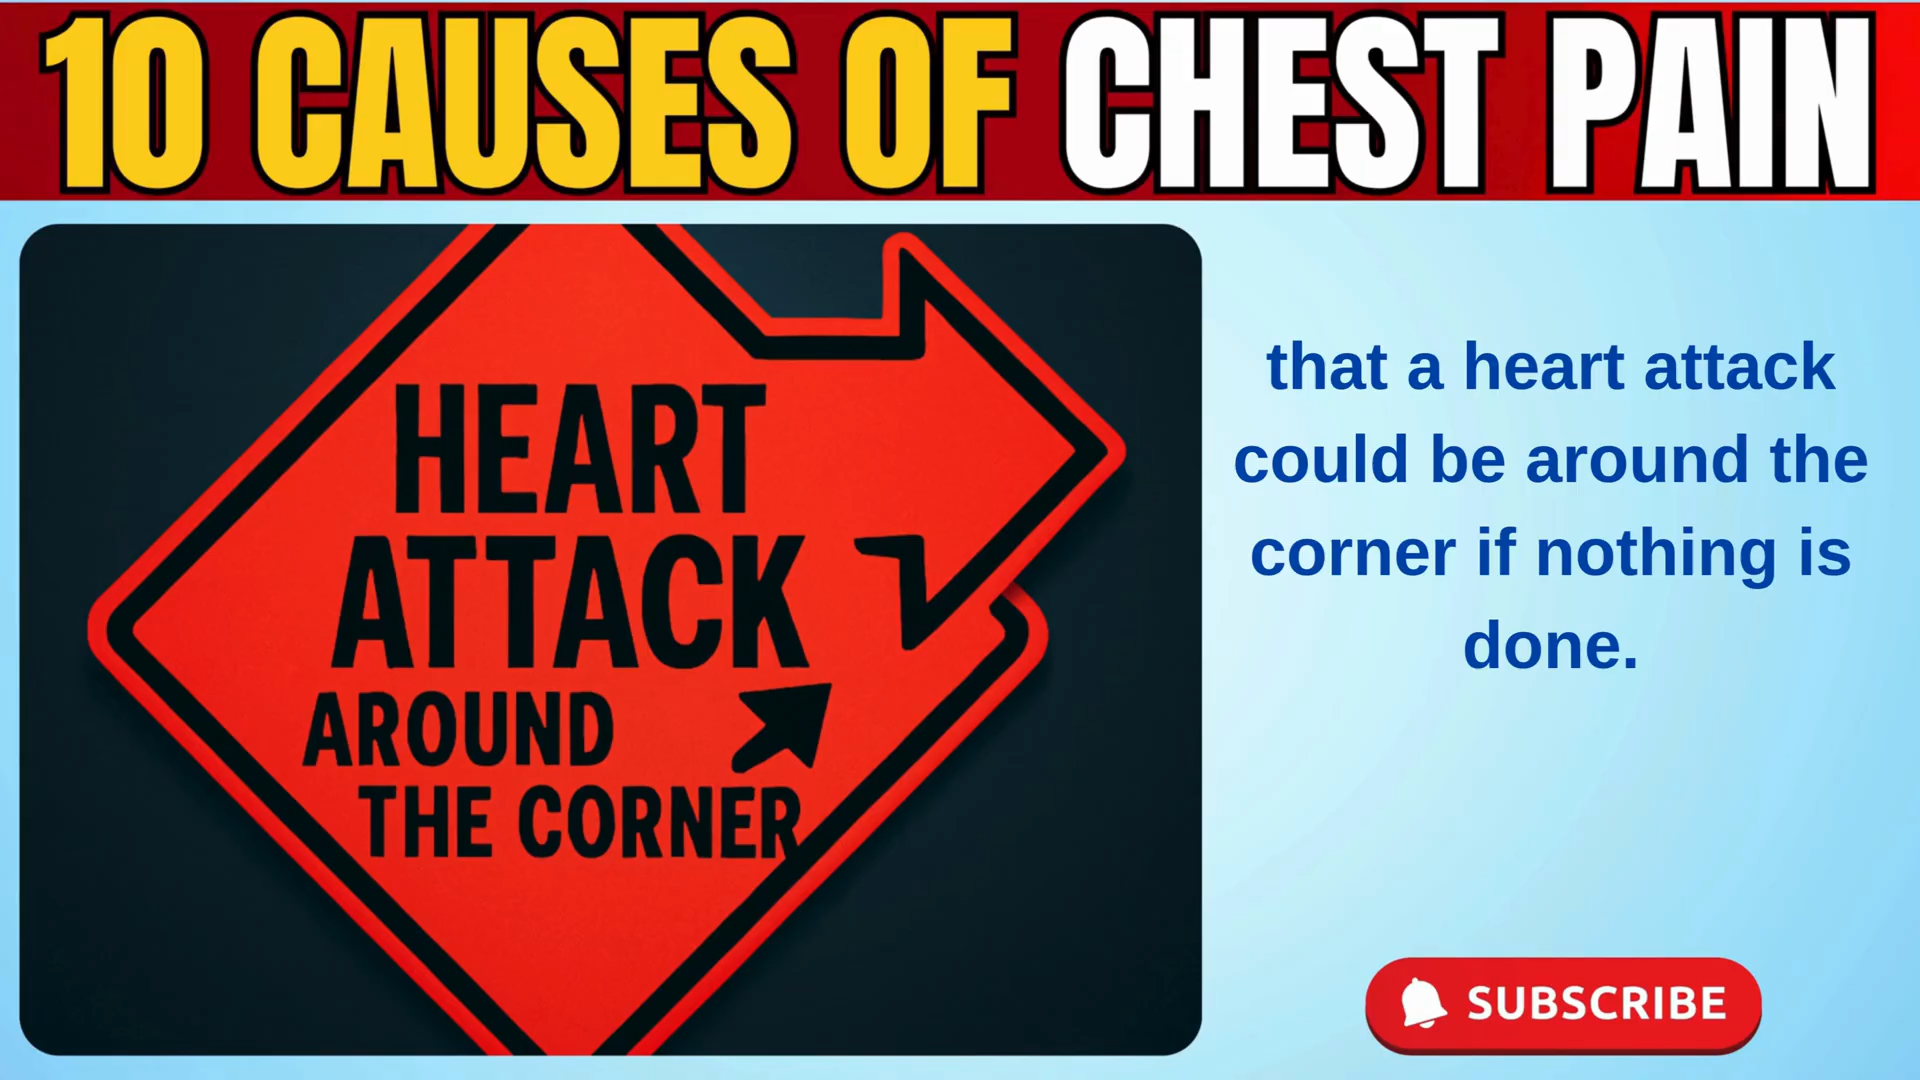 10 CAUSES OF CHEST PAIN
HEART
ATTACK
AROUND
THE CORNER
that a heart attack
could be around the
corner if nothing is
done.
SUBSCRIBE